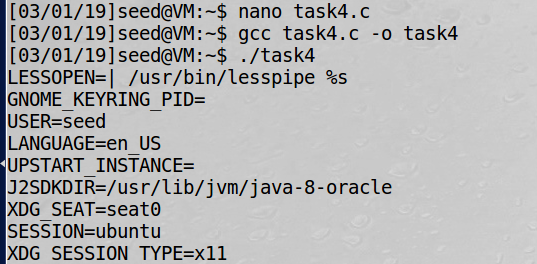 [03/01/19]seed@VM:~$ nano task4.c
[03/01/19]seed@VM:~$ gcc task4.c -o task4
[03/01/19]seed@VM:~$ ./task4
LESSOPEN=| /usr/bin/lesspipe %s
GNOME_KEYRING_PID=
USER=seed
LANGUAGE=en_US
UPSTART_INSTANCE=
J2SDKDIR=/usr/lib/jvm/java-8-oracle
XDG_SEAT=seat0
SESSION=ubuntu
XDG_SESSION_TYPE=x11